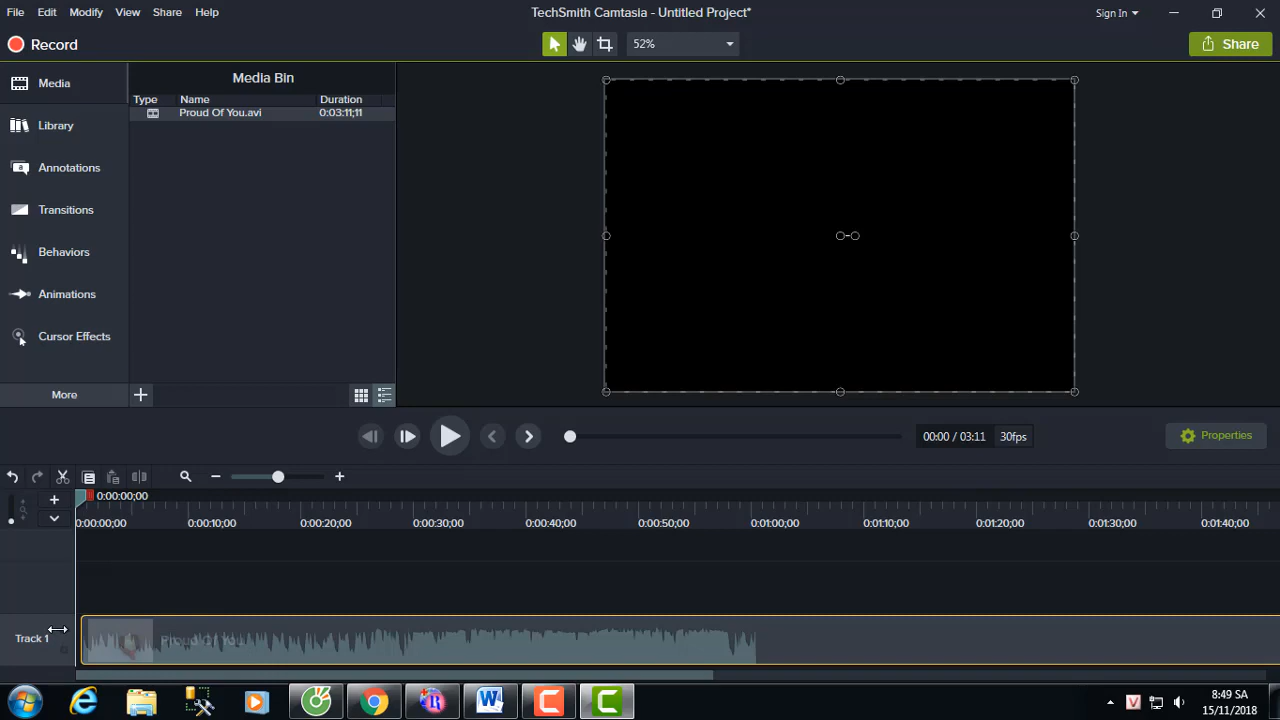 File Edit Modify View Share Help
TechSmith Camtasia - Untitled Project*
Sign In
Record
52%
Share
Media
Library
Annotations
Transitions
Behaviors
Animations
Cursor Effects
More
Media Bin
Type Name Duration
Proud Of You.avi 0:03:11;11
00:00 / 03:11 30fps
Properties
0:00:00;00
0:00:00;00 0:00:10;00 0:00:20;00 0:00:30;00 0:00:40;00 0:00:50;00 0:01:00;00 0:01:10;00 0:01:20;00 0:01:30;00 0:01:40;00
Track 1
Proud Of You
8:49 SA
15/11/2018